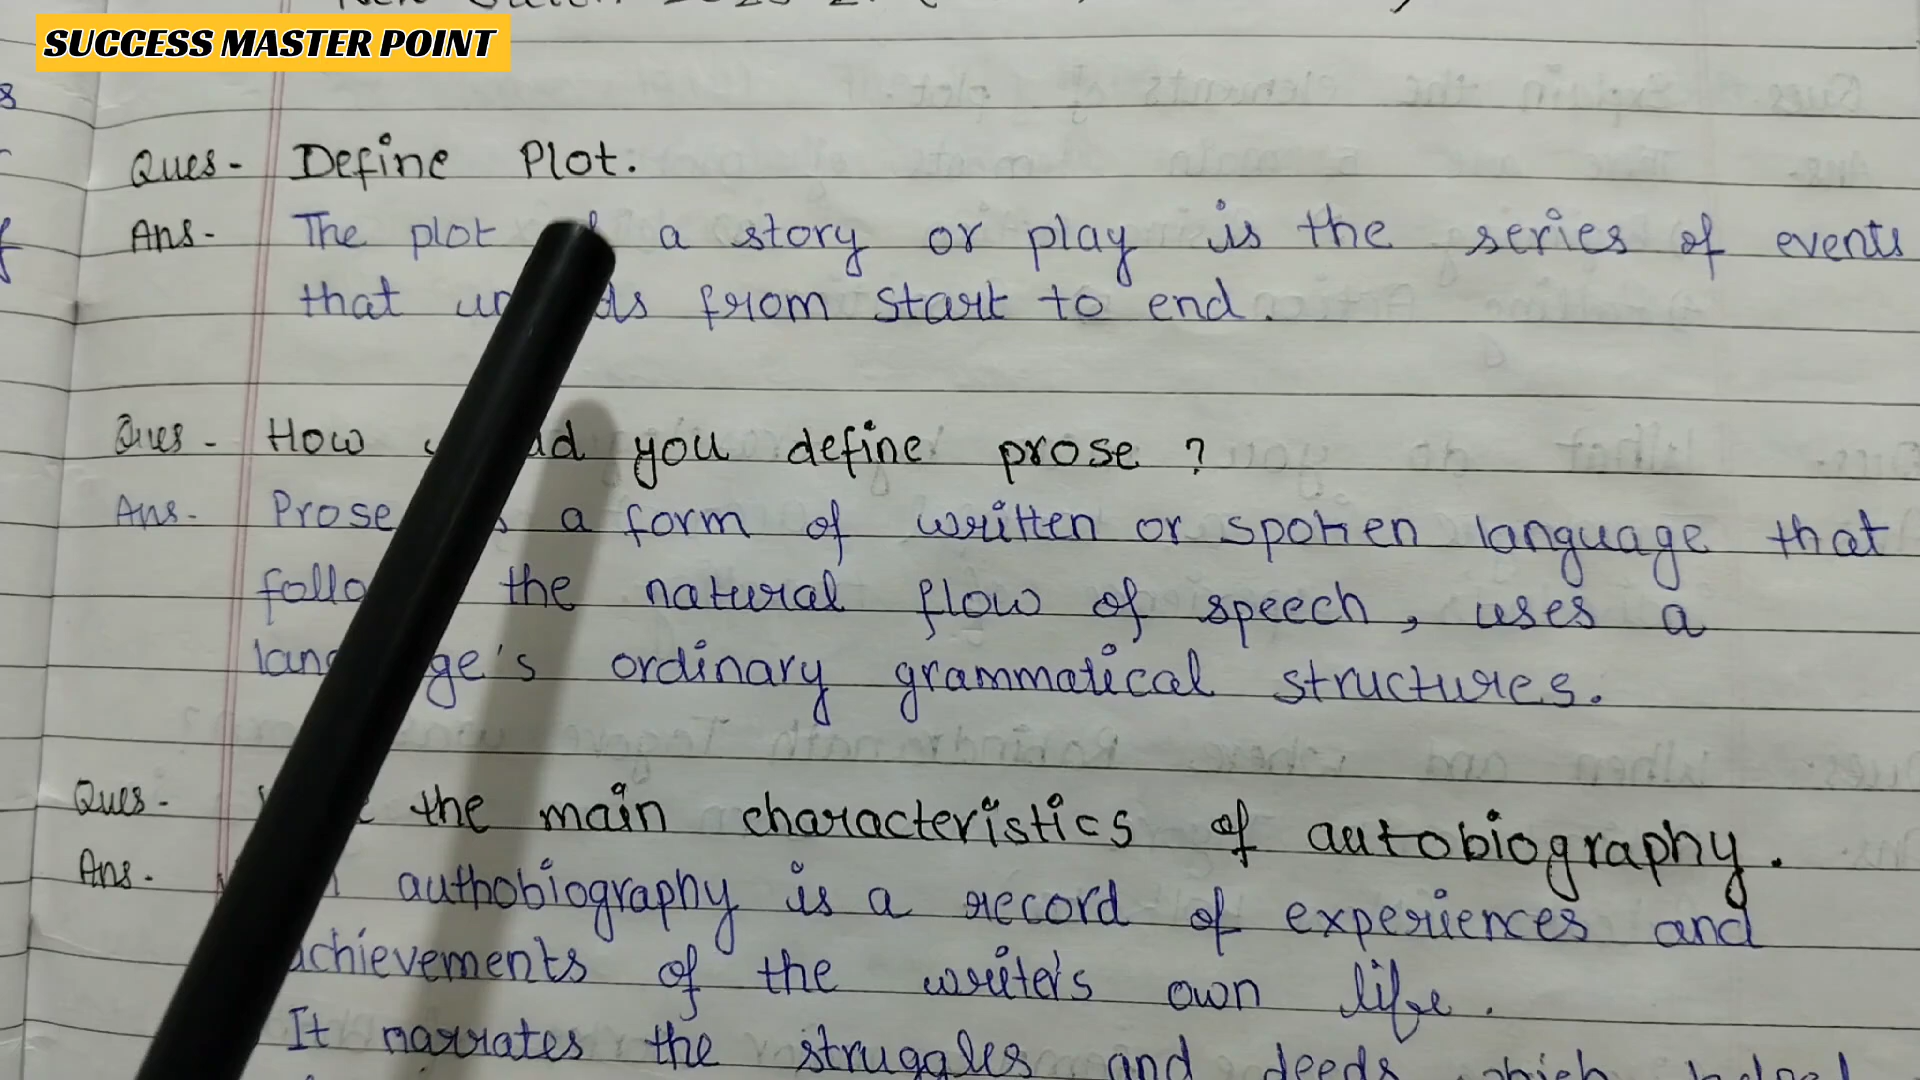 SUCCESS MASTER POINT
Ques- Define Plot.
Ans- The plot a story or play is the series of events
that from start to end.
Ques- How you define prose ?
Ans- Prose a form of written or spoken language that
the natural flow of speech, uses a
ordinary grammatical structures.
Ques- the main characteristics of autobiography.
Ans. authobiography is a record of experiences and
achievements of the writer's own life.
It narrates the struggles and deeds which